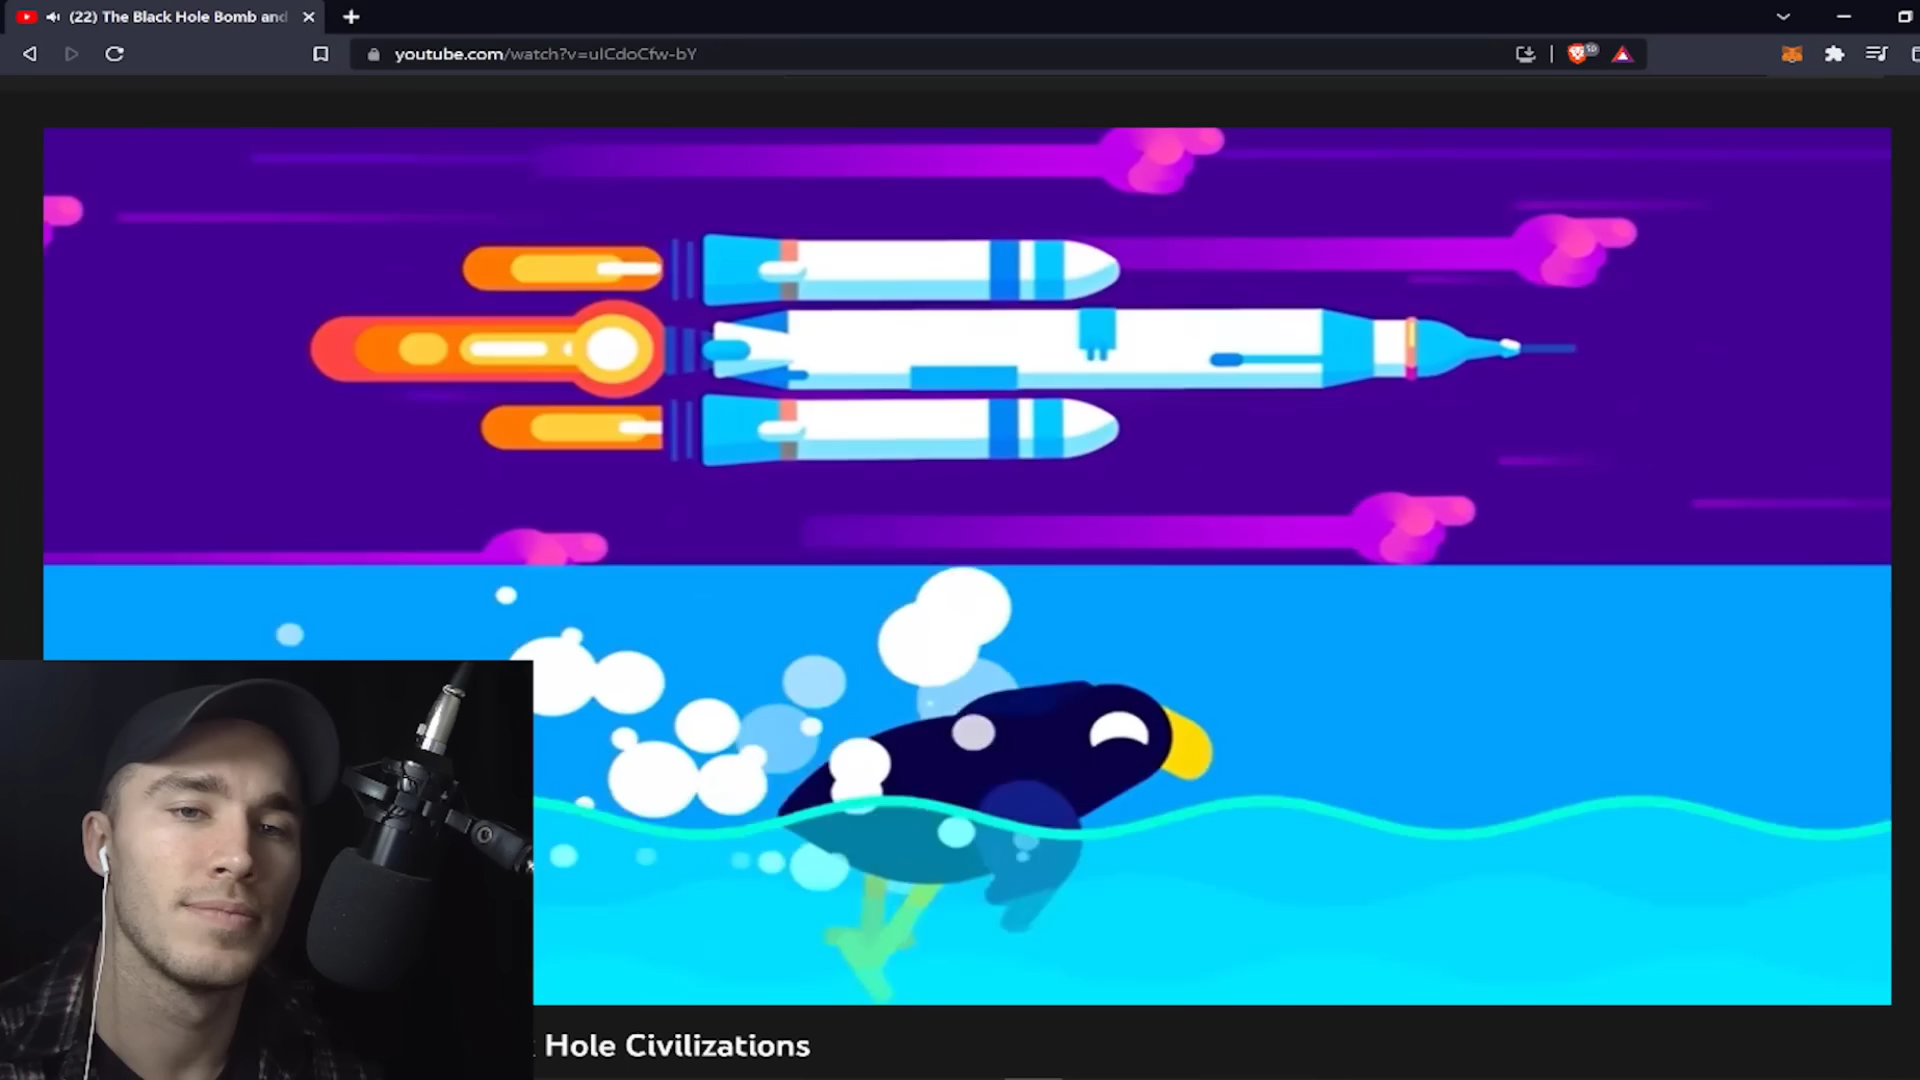 (22) The Black Hole Bomb and
youtube.com/watch?v=ulCdoCfw-bY
Hole Civilizations